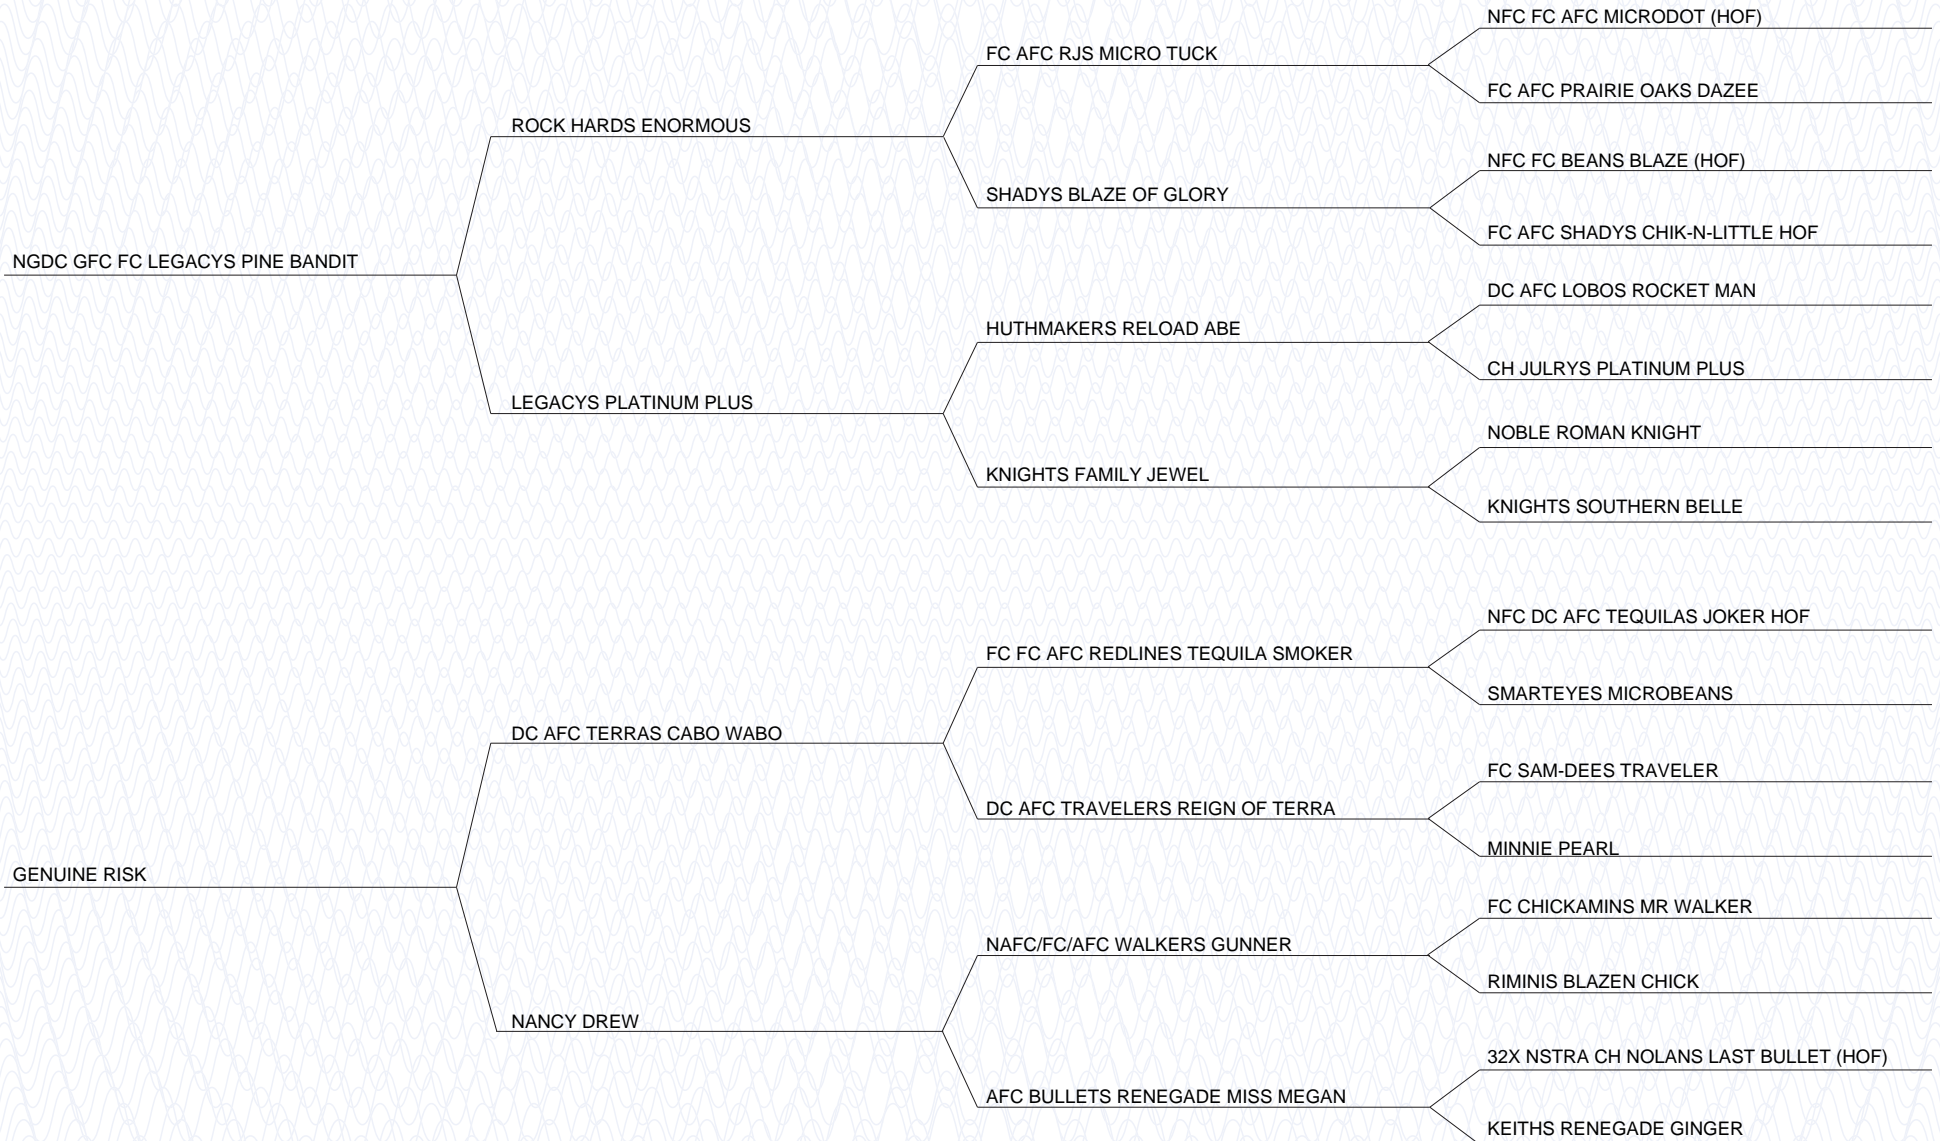 NFC FC AFC MICRODOT (HOF)
FC AFC RJS MICRO TUCK
FC AFC PRAIRIE OAKS DAZEE
ROCK HARDS ENORMOUS
NFC FC BEANS BLAZE (HOF)
SHADYS BLAZE OF GLORY
FC AFC SHADYS CHIK-N-LITTLE HOF
NGDC GFC FC LEGACYS PINE BANDIT
DC AFC LOBOS ROCKET MAN
HUTHMAKERS RELOAD ABE
CH JULRYS PLATINUM PLUS
LEGACYS PLATINUM PLUS
NOBLE ROMAN KNIGHT
KNIGHTS FAMILY JEWEL
KNIGHTS SOUTHERN BELLE
NFC DC AFC TEQUILAS JOKER HOF
FC FC AFC REDLINES TEQUILA SMOKER
SMARTEYES MICROBEANS
DC AFC TERRAS CABO WABO
FC SAM-DEES TRAVELER
DC AFC TRAVELERS REIGN OF TERRA
MINNIE PEARL
GENUINE RISK
FC CHICKAMINS MR WALKER
NAFC/FC/AFC WALKERS GUNNER
RIMINIS BLAZEN CHICK
NANCY DREW
32X NSTRA CH NOLANS LAST BULLET (HOF)
AFC BULLETS RENEGADE MISS MEGAN
KEITHS RENEGADE GINGER